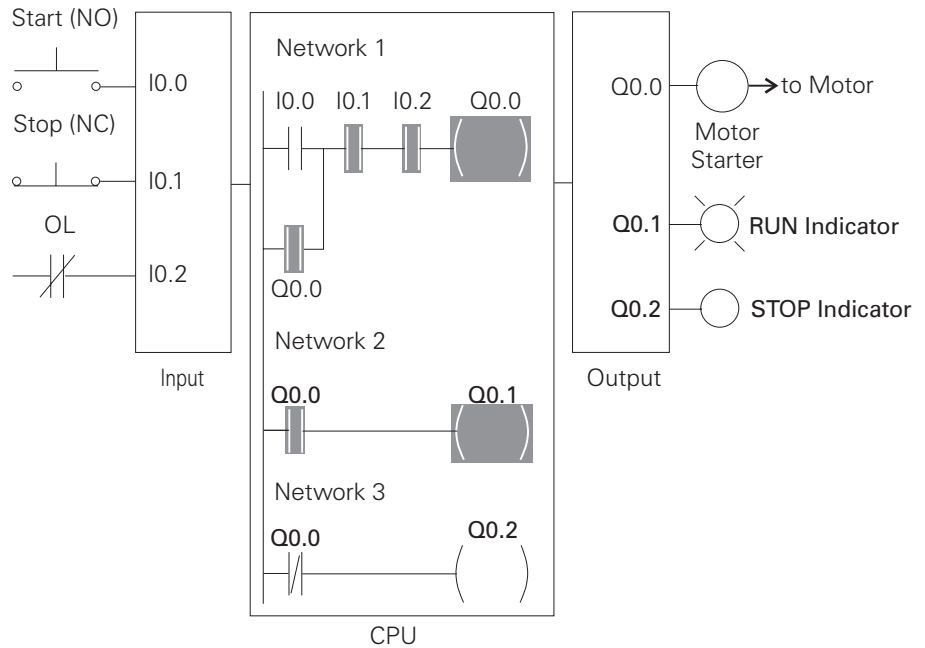 Start (NO)
I0.0
Stop (NC)
I0.1
OL
I0.2
Input
Network 1
I0.0 I0.1 I0.2 Q0.0
Q0.0
Network 2
Q0.0 Q0.1
Network 3
Q0.0 Q0.2
CPU
Q0.0 to Motor
Motor
Starter
Q0.1 RUN Indicator
Q0.2 STOP Indicator
Output